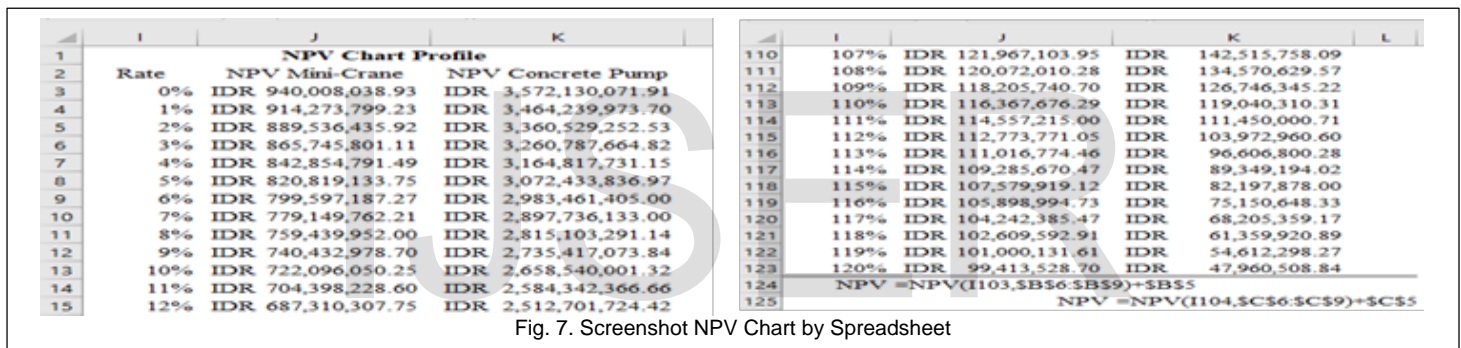 I J K
1 NPV Chart Profile
2 Rate NPV Mini-Crane NPV Concrete Pump
3 0% IDR 940,008,038.93 IDR 3,572,130,071.91
4 1% IDR 914,273,799.23 IDR 3,464,239,973.70
5 2% IDR 889,536,435.92 IDR 3,360,529,252.53
6 3% IDR 865,745,801.11 IDR 3,260,787,664.82
7 4% IDR 842,854,791.49 IDR 3,164,817,731.15
8 5% IDR 820,819,133.75 IDR 3,072,433,836.97
9 6% IDR 799,597,187.27 IDR 2,983,461,405.00
10 7% IDR 779,149,762.21 IDR 2,897,736,133.00
11 8% IDR 759,439,952.00 IDR 2,815,103,291.14
12 9% IDR 740,432,978.70 IDR 2,735,417,073.84
13 10% IDR 722,096,050.25 IDR 2,658,540,001.32
14 11% IDR 704,398,228.60 IDR 2,584,342,366.66
15 12% IDR 687,310,307.75 IDR 2,512,701,724.42
I J K L
110 107% IDR 121,967,103.95 IDR 142,515,758.09
111 108% IDR 120,072,010.28 IDR 134,570,629.57
112 109% IDR 118,205,740.70 IDR 126,746,345.22
113 110% IDR 116,367,676.29 IDR 119,040,310.31
114 111% IDR 114,557,215.00 IDR 111,450,000.71
115 112% IDR 112,773,771.05 IDR 103,972,960.60
116 113% IDR 111,016,774.46 IDR 96,606,800.28
117 114% IDR 109,285,670.47 IDR 89,349,194.02
118 115% IDR 107,579,919.12 IDR 82,197,878.00
119 116% IDR 105,898,994.73 IDR 75,150,648.33
120 117% IDR 104,242,385.47 IDR 68,205,359.17
121 118% IDR 102,609,592.91 IDR 61,359,920.89
122 119% IDR 101,000,131.61 IDR 54,612,298.27
123 120% IDR 99,413,528.70 IDR 47,960,508.84
124 NPV =NPV(I103,$B$6:$B$9)+$B$5
125 NPV =NPV(I104,$C$6:$C$9)+$C$5
IJSER
Fig. 7. Screenshot NPV Chart by Spreadsheet